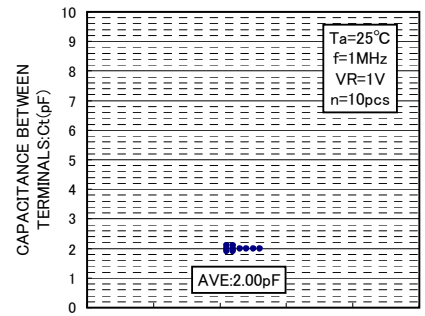 10
9
8
7
6
5
4
3
2
1
0
CAPACITANCE BETWEEN
TERMINALS:Ct(pF)
Ta=25℃
f=1MHz
VR=1V
n=10pcs
AVE:2.00pF